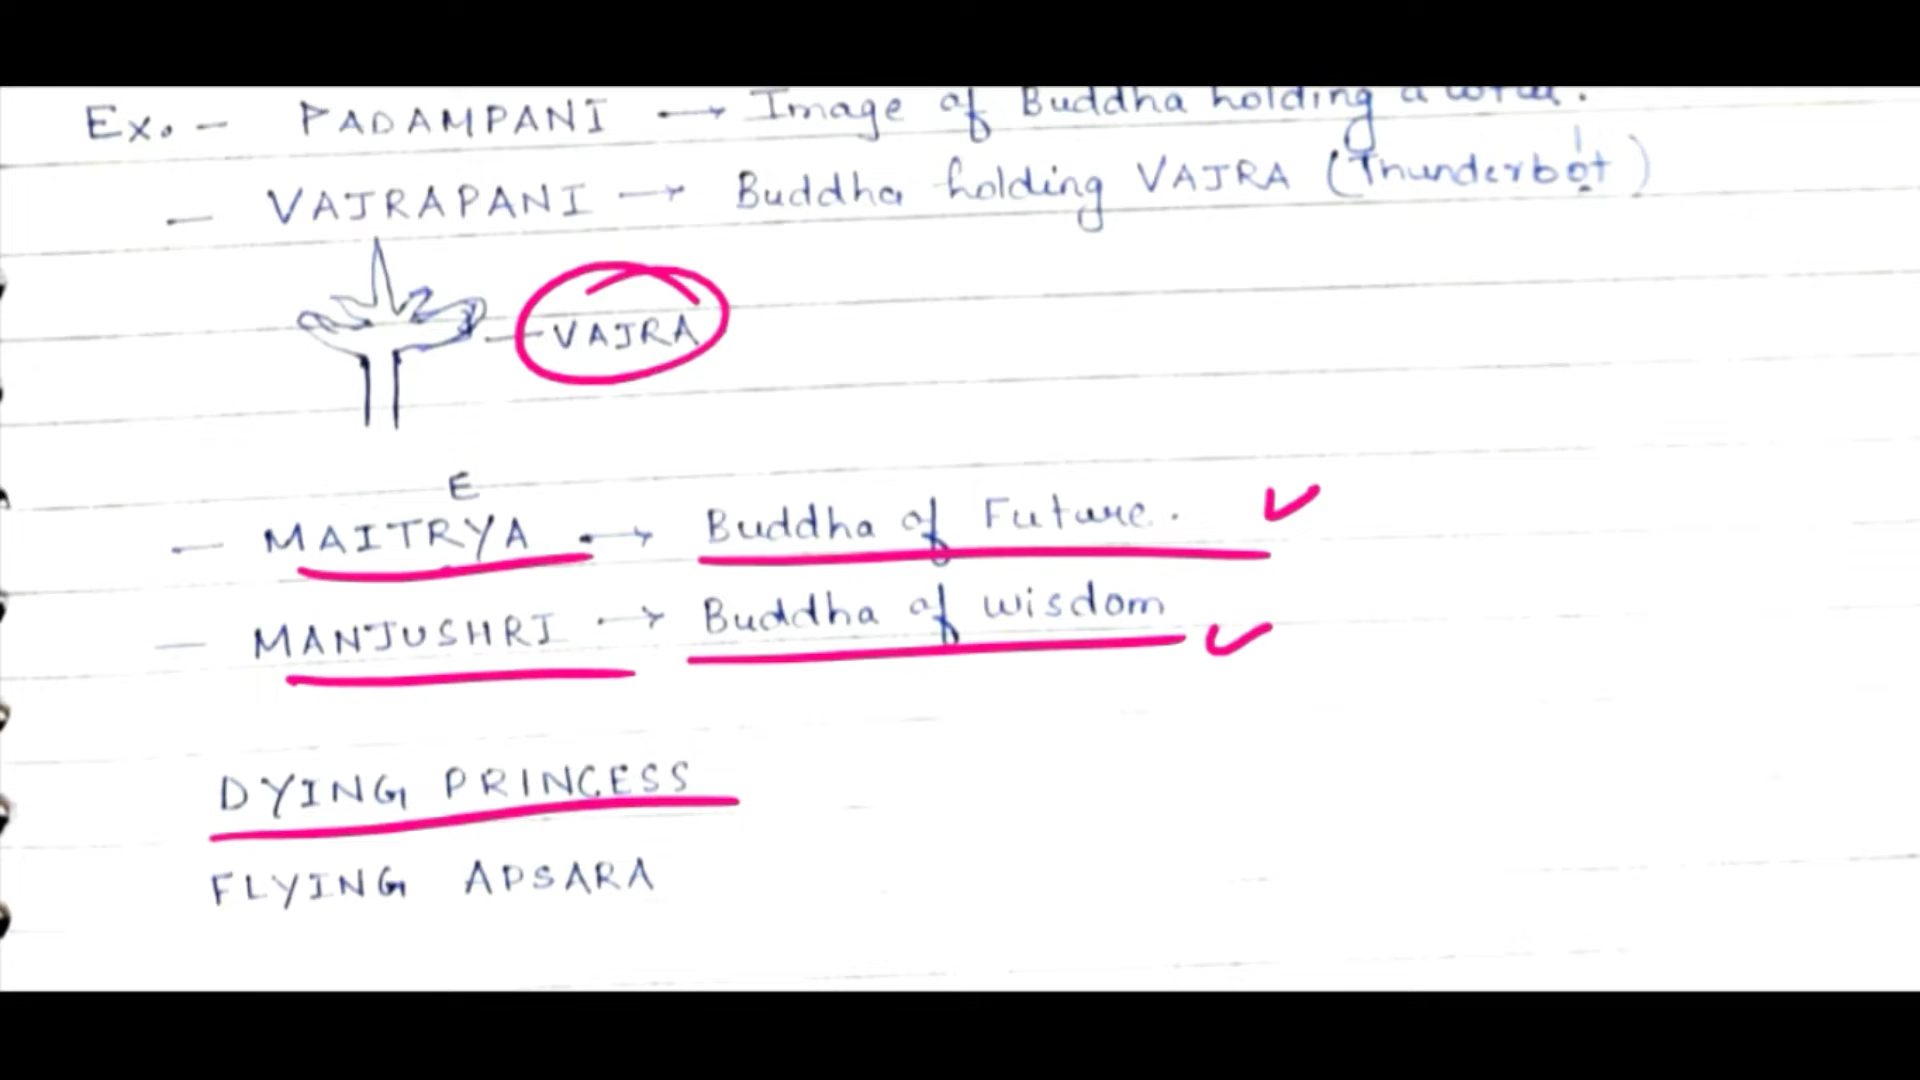 Ex. - PADAMPANI → Image of Buddha holding a lotus.
- VAJRAPANI → Buddha holding VAJRA (Thunderbolt)
- VAJRA
E
- MAITRYA → Buddha of Future.
- MANJUSHRI → Buddha of wisdom
DYING PRINCESS
FLYING APSARA